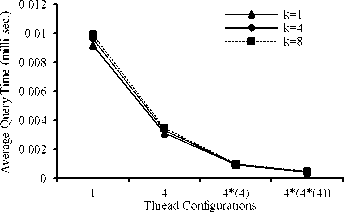 0.012
0.01
0.008
0.006
0.004
0.002
0
Average Query Time (milli sec.)
k=1
k=4
k=8
1
4
4*(4)
4*(4*(4))
Thread Configurations